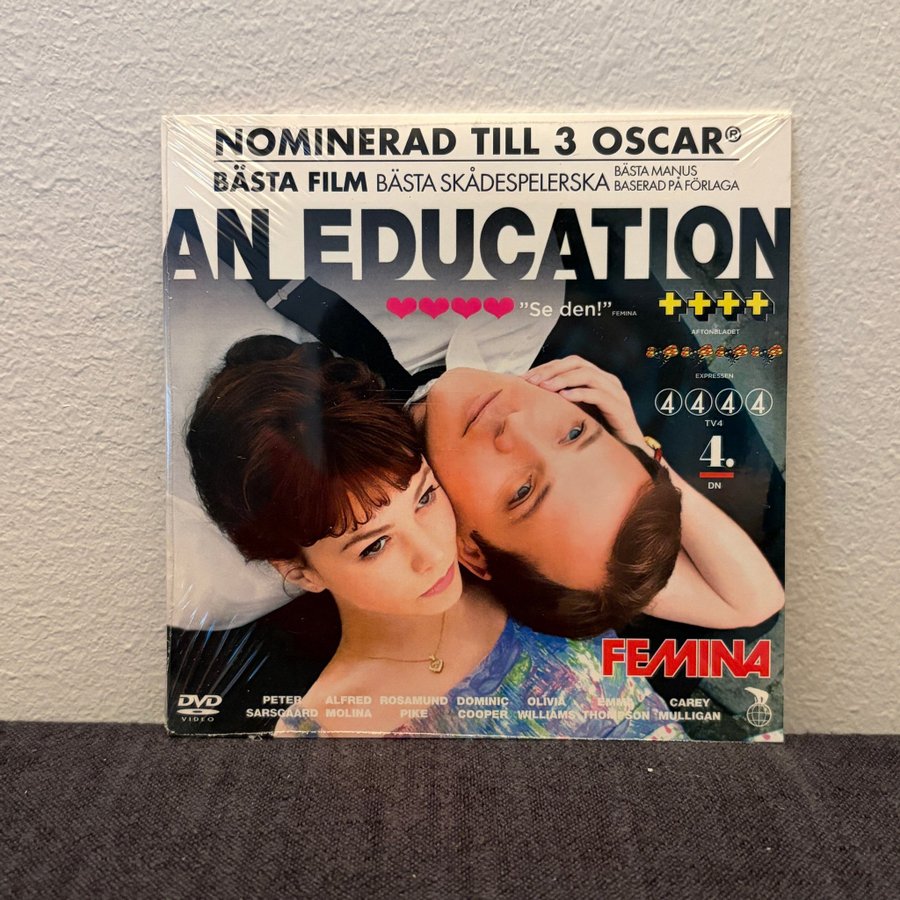 NOMINERAD TILL 3 OSCAR®
BÄSTA FILM BÄSTA SKÅDESPELERSKA BÄSTA MANUS
BASERAD PÅ FÖRLAGA
AN EDUCATION
"Se den!" FEMINA
AFTONBLADET
EXPRESSEN
4 4 4 4
TV4
4.
DN
FEMINA
DVD
VIDEO
PETER SARSGAARD
ALFRED MOLINA
ROSAMUND PIKE
DOMINIC COOPER
OLIVIA WILLIAMS
EMMA THOMPSON
CAREY MULLIGAN